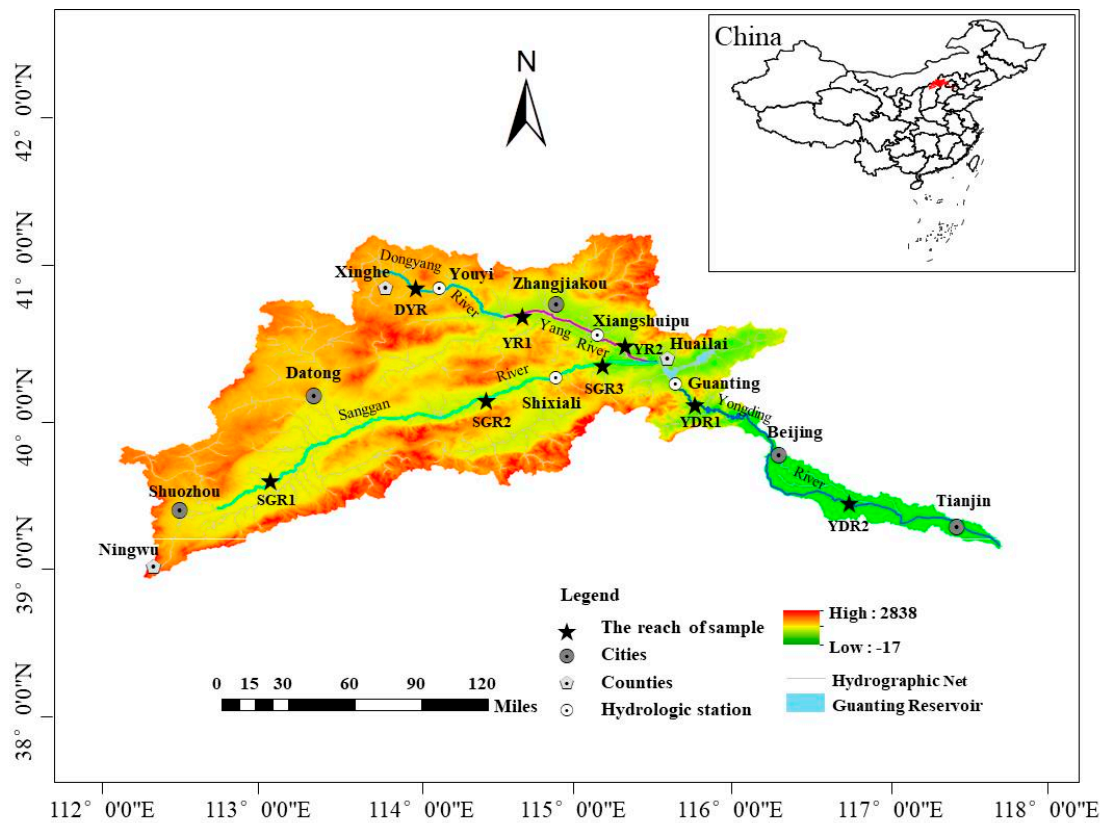 China
N
42° 0'0"N
41° 0'0"N
40° 0'0"N
39° 0'0"N
38° 0'0"N
Dongyang
River
Xinghe
Youyi
DYR
Zhangjiakou
YR1
Yang River
Xiangshuipu
YR2
Huailai
SGR3
Datong
Sanggan
River
SGR2
Shixiali
Guanting
YDR1
Yongding
River
Beijing
Shuozhou
SGR1
YDR2
Tianjin
Ningwu
Legend
The reach of sample
Cities
Counties
Hydrologic station
High : 2838
Low : -17
Hydrographic Net
Guanting Reservoir
0 15 30 60 90 120
Miles
112° 0'0"E 113° 0'0"E 114° 0'0"E 115° 0'0"E 116° 0'0"E 117° 0'0"E 118° 0'0"E